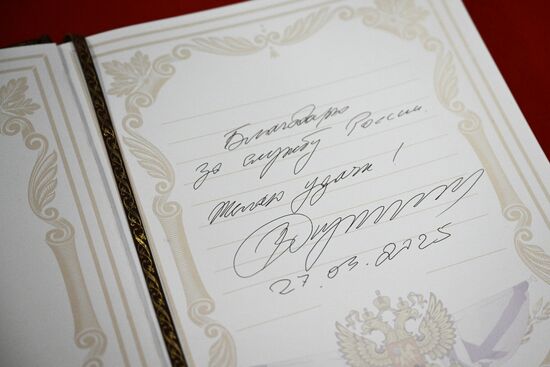 Благодарю
за службу России.
Желаю удачи!
27.03.2025